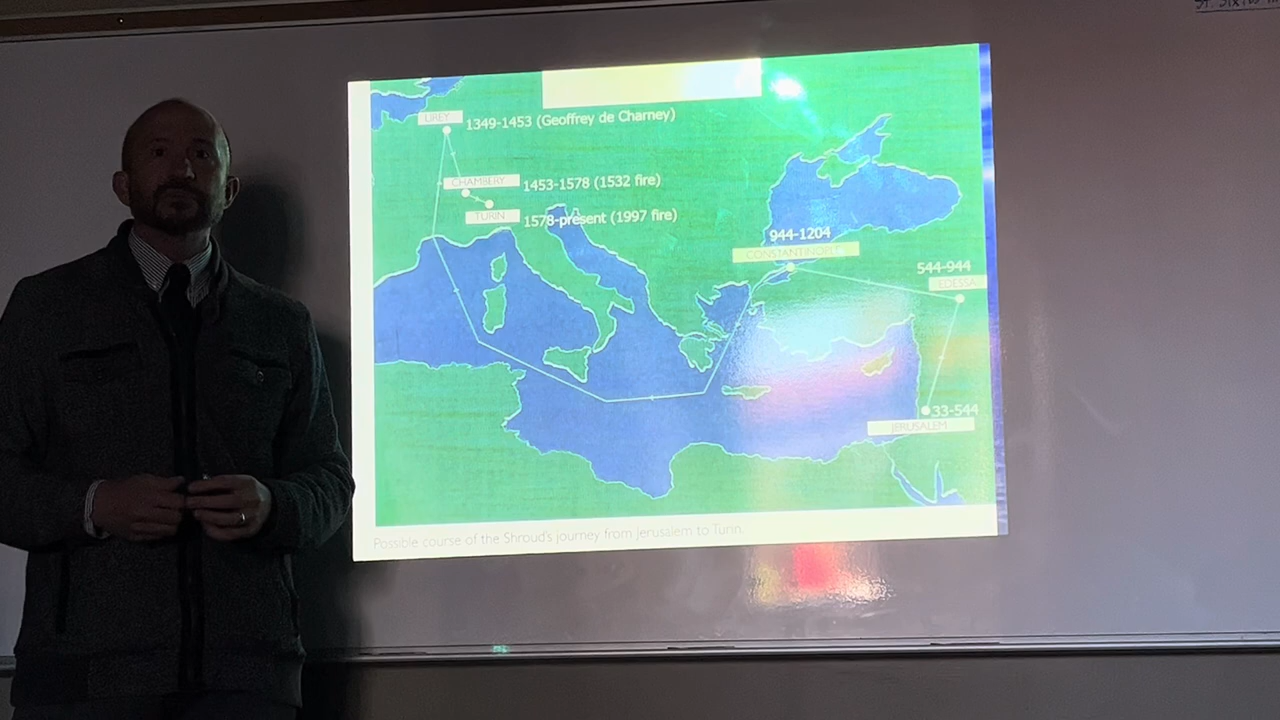 LIREY
1349-1453 (Geoffrey de Charney)
CHAMBERY
1453-1578 (1532 fire)
TURIN
1578-present (1997 fire)
944-1204
CONSTANTINOPLE
544-944
EDESSA
33-544
JERUSALEM
Possible course of the Shroud's journey from Jerusalem to Turin.